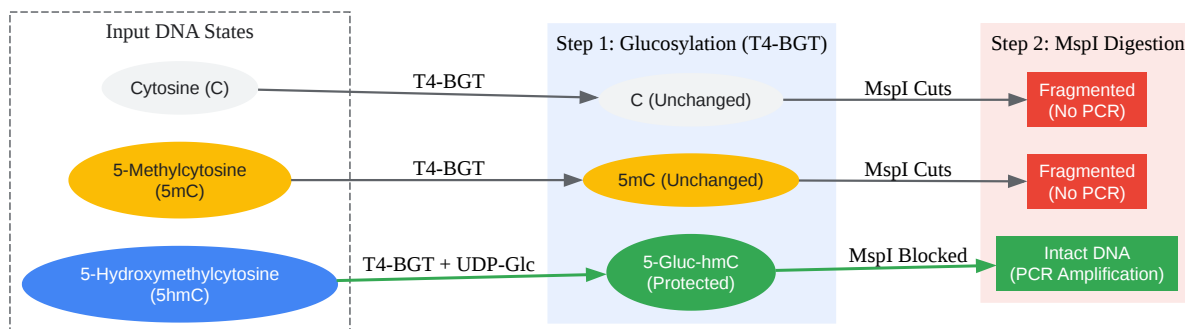 Input DNA States
Step 1: Glucosylation (T4-BGT)
Step 2: MspI Digestion
Cytosine (C)
T4-BGT
C (Unchanged)
MspI Cuts
Fragmented
(No PCR)
5-Methylcytosine
(5mC)
T4-BGT
5mC (Unchanged)
MspI Cuts
Fragmented
(No PCR)
5-Hydroxymethylcytosine
(5hmC)
T4-BGT + UDP-Glc
5-Gluc-hmC
(Protected)
MspI Blocked
Intact DNA
(PCR Amplification)